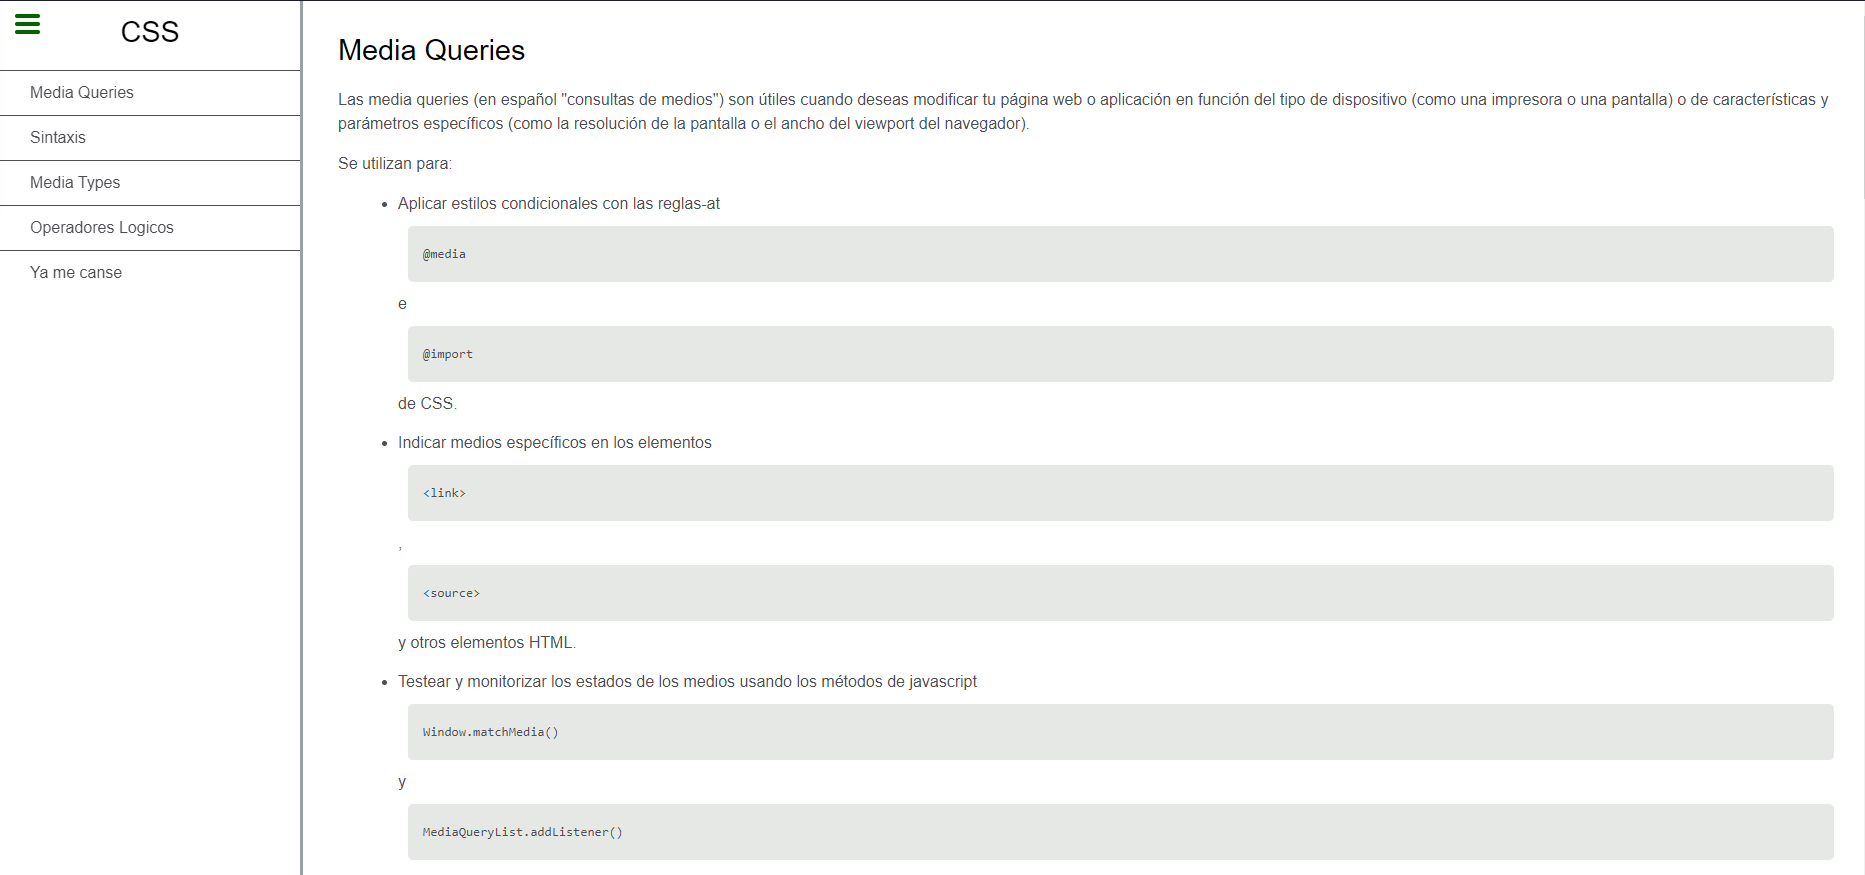 CSS
Media Queries
Sintaxis
Media Types
Operadores Logicos
Ya me canse
Media Queries
Las media queries (en español "consultas de medios") son útiles cuando deseas modificar tu página web o aplicación en función del tipo de dispositivo (como una impresora o una pantalla) o de características y
parámetros específicos (como la resolución de la pantalla o el ancho del viewport del navegador).
Se utilizan para:
• Aplicar estilos condicionales con las reglas-at
@media
e
@import
de CSS.
• Indicar medios específicos en los elementos
<link>
,
<source>
y otros elementos HTML.
• Testear y monitorizar los estados de los medios usando los métodos de javascript
Window.matchMedia()
y
MediaQueryList.addListener()